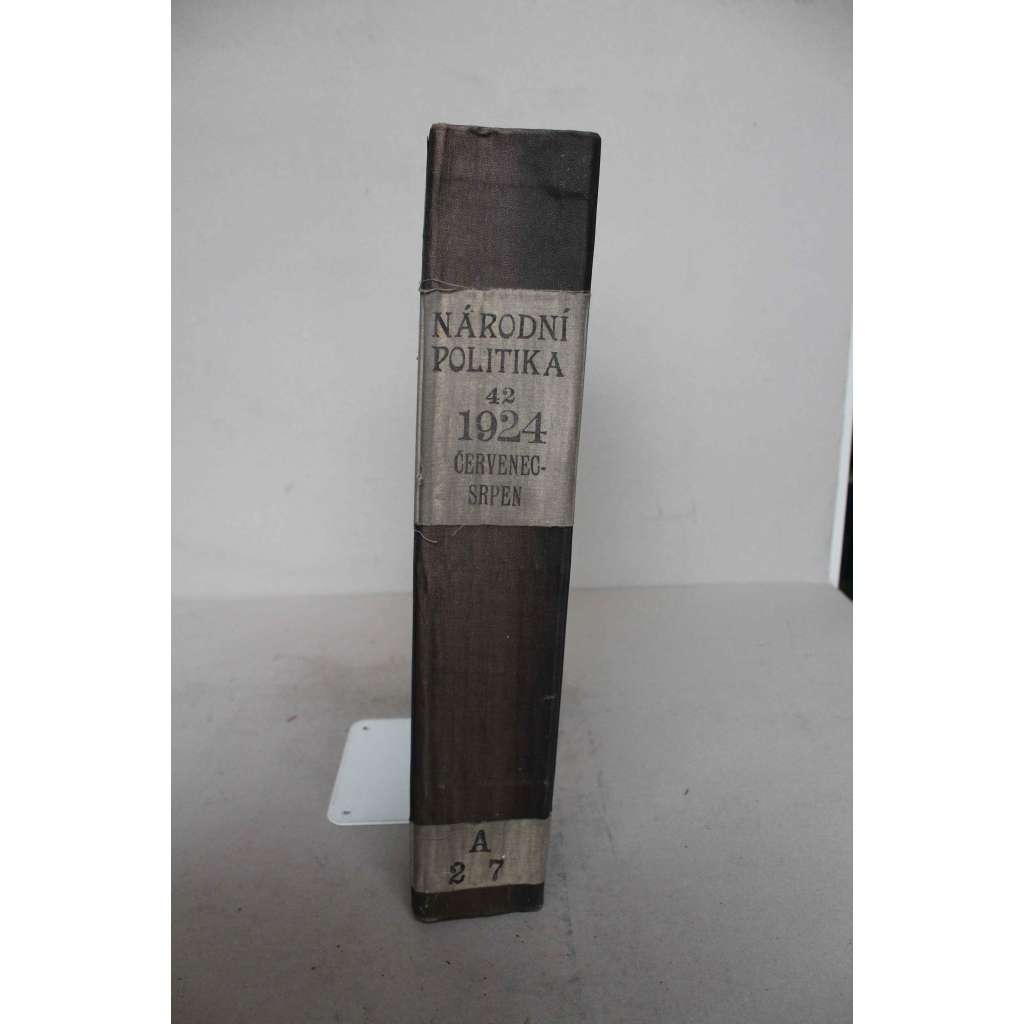 NÁRODNÍ
POLITIKA
42
1924
ČERVENEC-
SRPEN
A
2 7